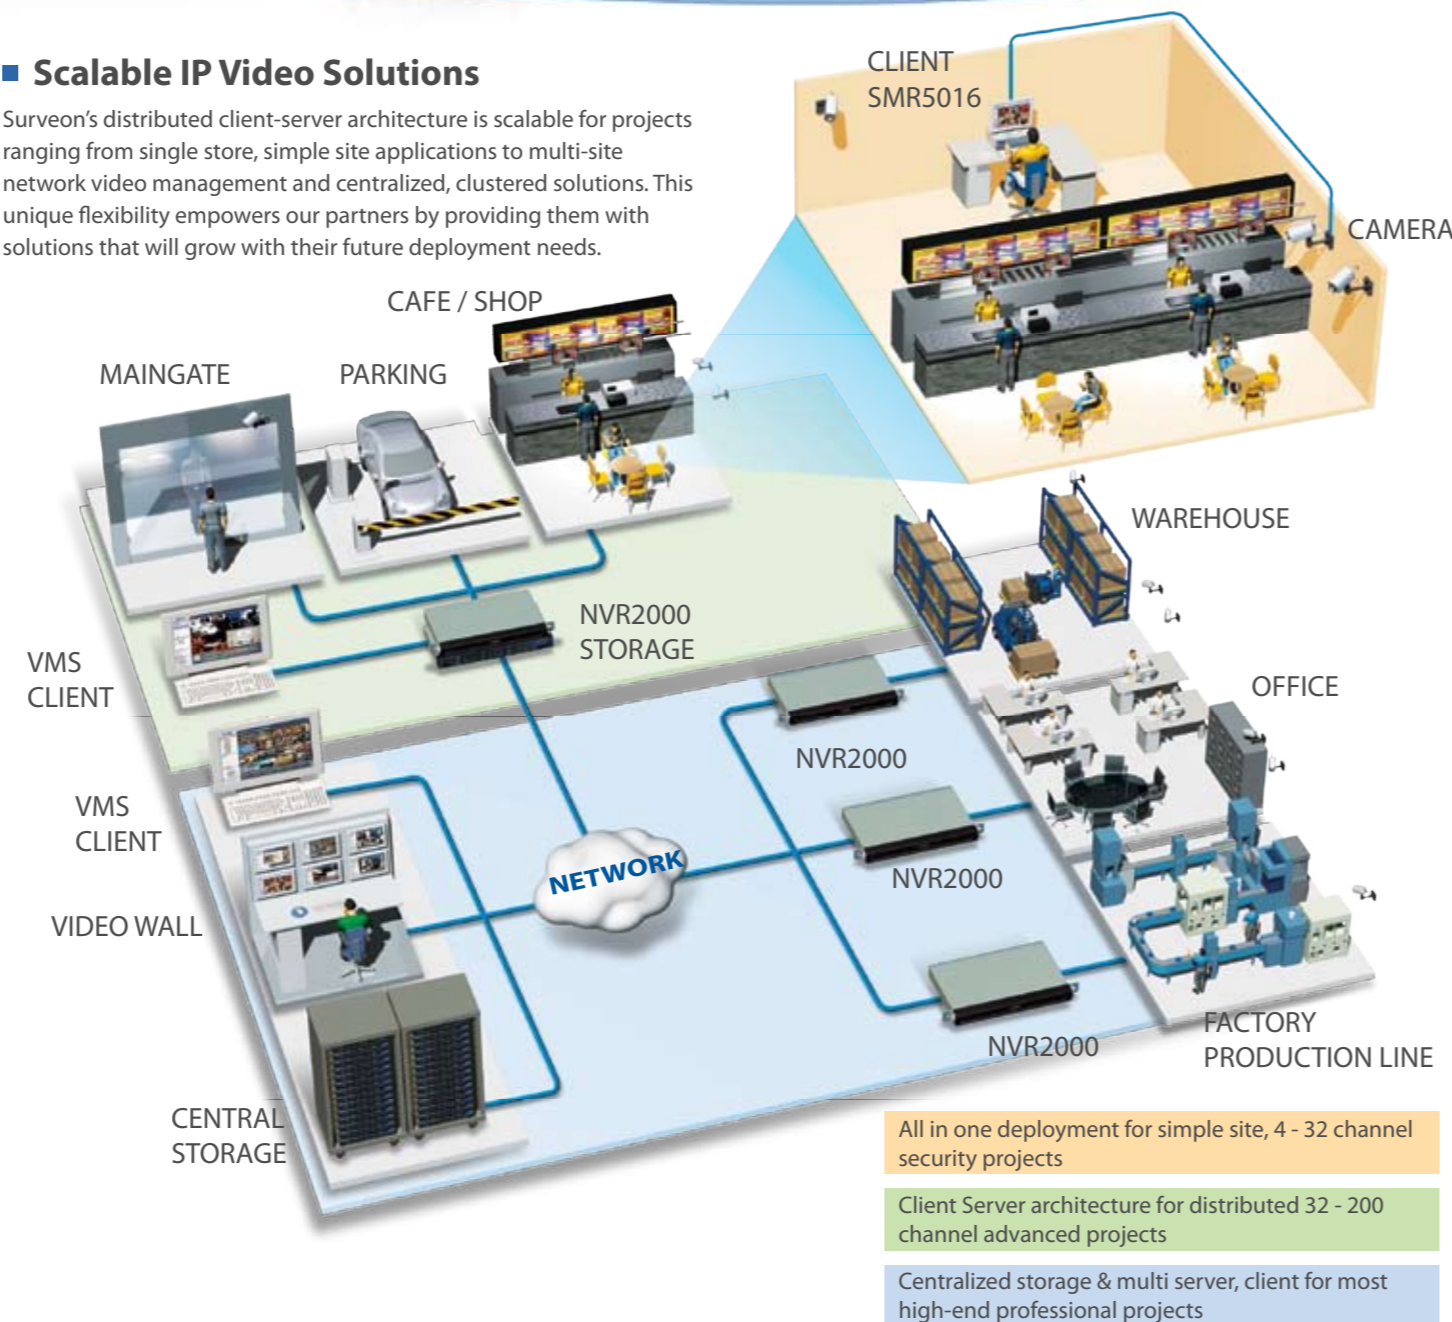 Scalable IP Video Solutions
Surveon's distributed client-server architecture is scalable for projects
ranging from single store, simple site applications to multi-site
network video management and centralized, clustered solutions. This
unique flexibility empowers our partners by providing them with
solutions that will grow with their future deployment needs.
CLIENT
SMR5016
CAMERA
CAFE / SHOP
MAINGATE
PARKING
WAREHOUSE
NVR2000
STORAGE
VMS
CLIENT
OFFICE
NVR2000
VMS
CLIENT
NETWORK
NVR2000
VIDEO WALL
FACTORY
PRODUCTION LINE
NVR2000
CENTRAL
STORAGE
All in one deployment for simple site, 4 - 32 channel
security projects
Client Server architecture for distributed 32 - 200
channel advanced projects
Centralized storage & multi server, client for most
high-end professional projects